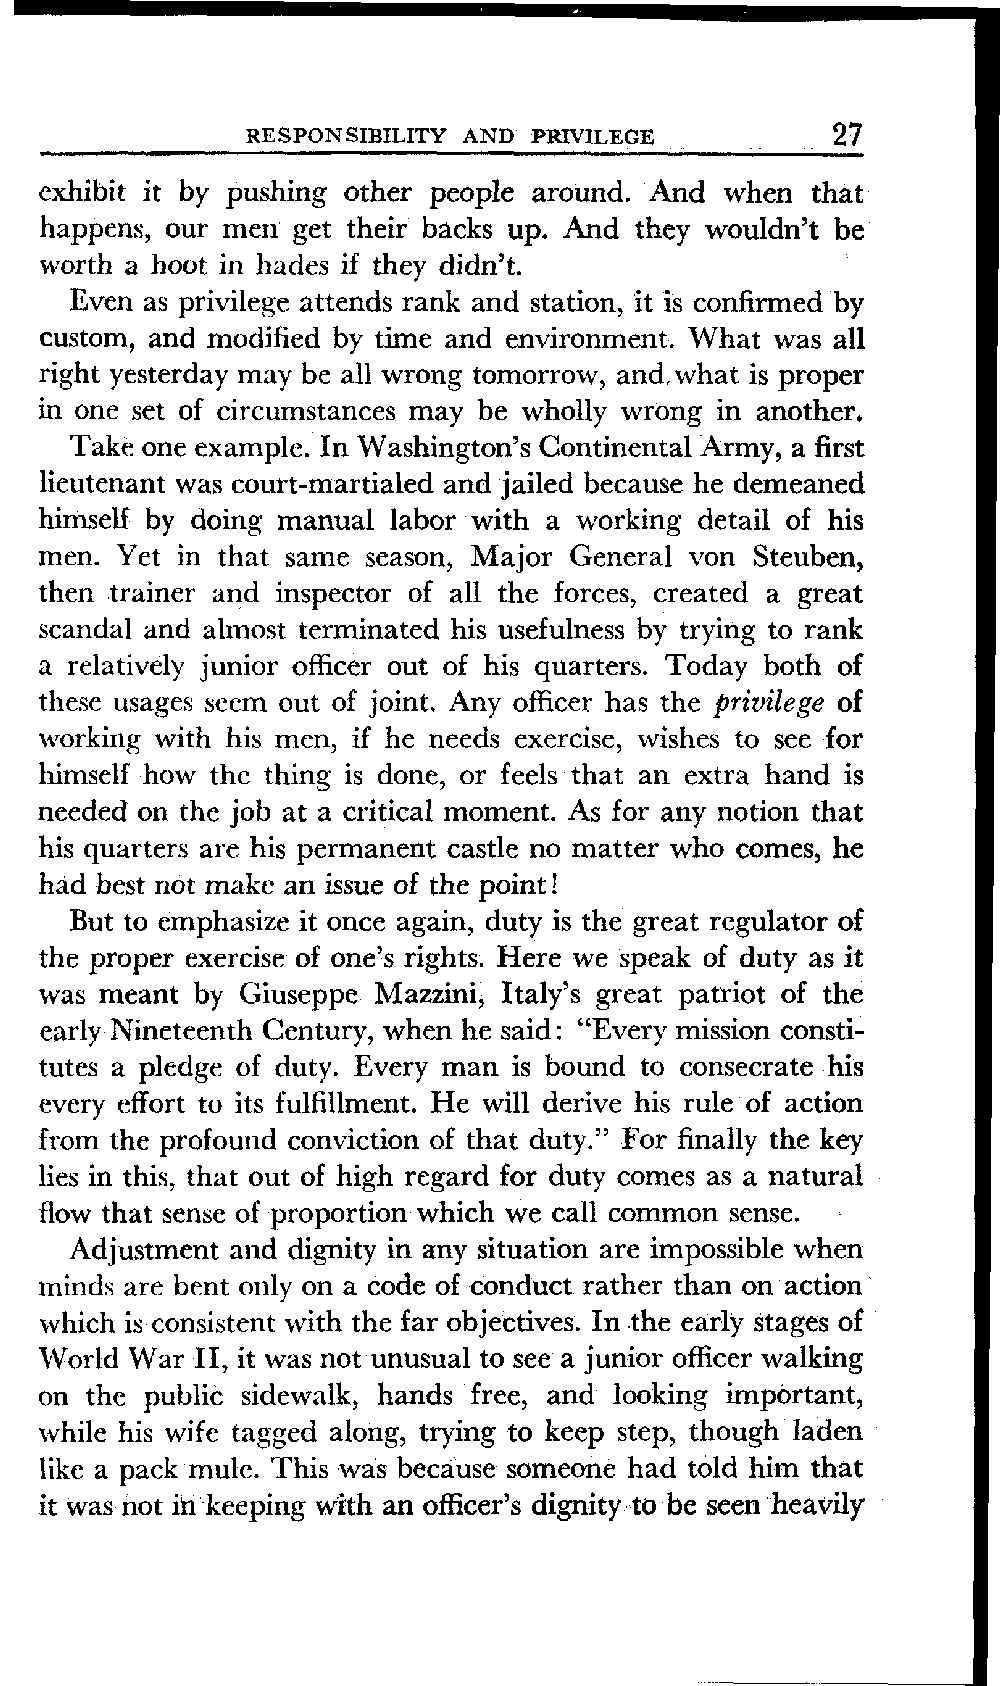 RESPONSIBILITY AND PRIVILEGE 27
exhibit it by pushing other people around. And when that
happens, our men get their backs up. And they wouldn't be
worth a hoot in hades if they didn't.
Even as privilege attends rank and station, it is confirmed by
custom, and modified by time and environment. What was all
right yesterday may be all wrong tomorrow, and what is proper
in one set of circumstances may be wholly wrong in another.
Take one example. In Washington's Continental Army, a first
lieutenant was court-martialed and jailed because he demeaned
himself by doing manual labor with a working detail of his
men. Yet in that same season, Major General von Steuben,
then trainer and inspector of all the forces, created a great
scandal and almost terminated his usefulness by trying to rank
a relatively junior officer out of his quarters. Today both of
these usages seem out of joint. Any officer has the privilege of
working with his men, if he needs exercise, wishes to see for
himself how the thing is done, or feels that an extra hand is
needed on the job at a critical moment. As for any notion that
his quarters are his permanent castle no matter who comes, he
had best not make an issue of the point!
But to emphasize it once again, duty is the great regulator of
the proper exercise of one's rights. Here we speak of duty as it
was meant by Giuseppe Mazzini, Italy's great patriot of the
early Nineteenth Century, when he said: "Every mission consti-
tutes a pledge of duty. Every man is bound to consecrate his
every effort to its fulfillment. He will derive his rule of action
from the profound conviction of that duty." For finally the key
lies in this, that out of high regard for duty comes as a natural
flow that sense of proportion which we call common sense.
Adjustment and dignity in any situation are impossible when
minds are bent only on a code of conduct rather than on action
which is consistent with the far objectives. In the early stages of
World War II, it was not unusual to see a junior officer walking
on the public sidewalk, hands free, and looking important,
while his wife tagged along, trying to keep step, though laden
like a pack mule. This was because someone had told him that
it was not in keeping with an officer's dignity to be seen heavily